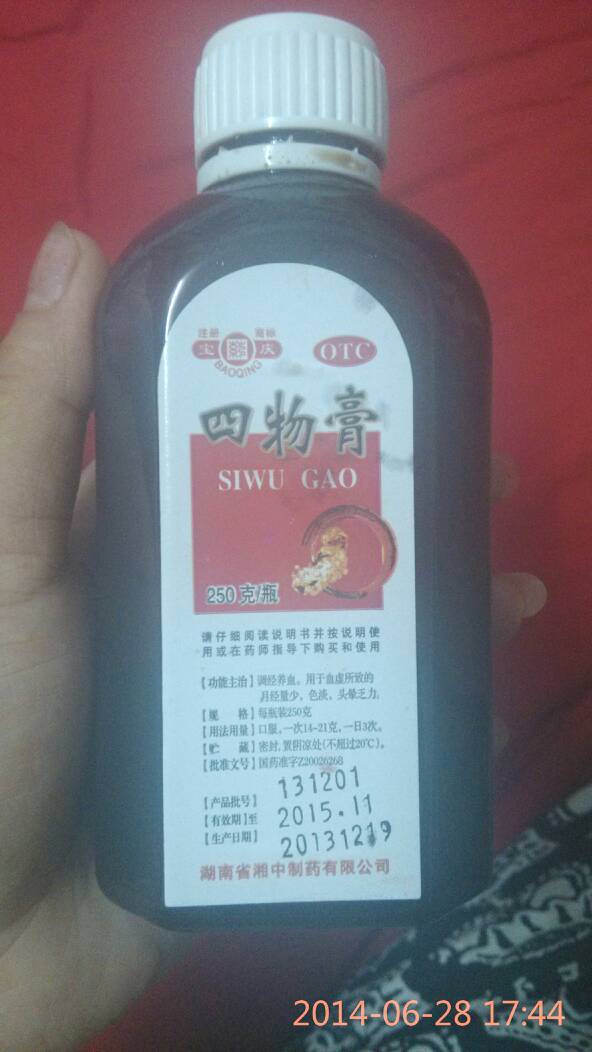 注册 商标
宝 庆
BAOQING
OTC
四物膏
SIWU GAO
250克/瓶
请仔细阅读说明书并按说明使
用或在药师指导下购买和使用
【功能主治】调经养血。用于血虚所致的
月经量少、色淡、头晕乏力。
【规 格】每瓶装250克
【用法用量】口服，一次14-21克，一日3次。
【贮 藏】密封，置阴凉处(不超过20℃)。
【批准文号】国药准字Z20026268
【产品批号】 131201
【有效期】至 2015.11
【生产日期】 20131219
湖南省湘中制药有限公司
2014-06-28 17:44